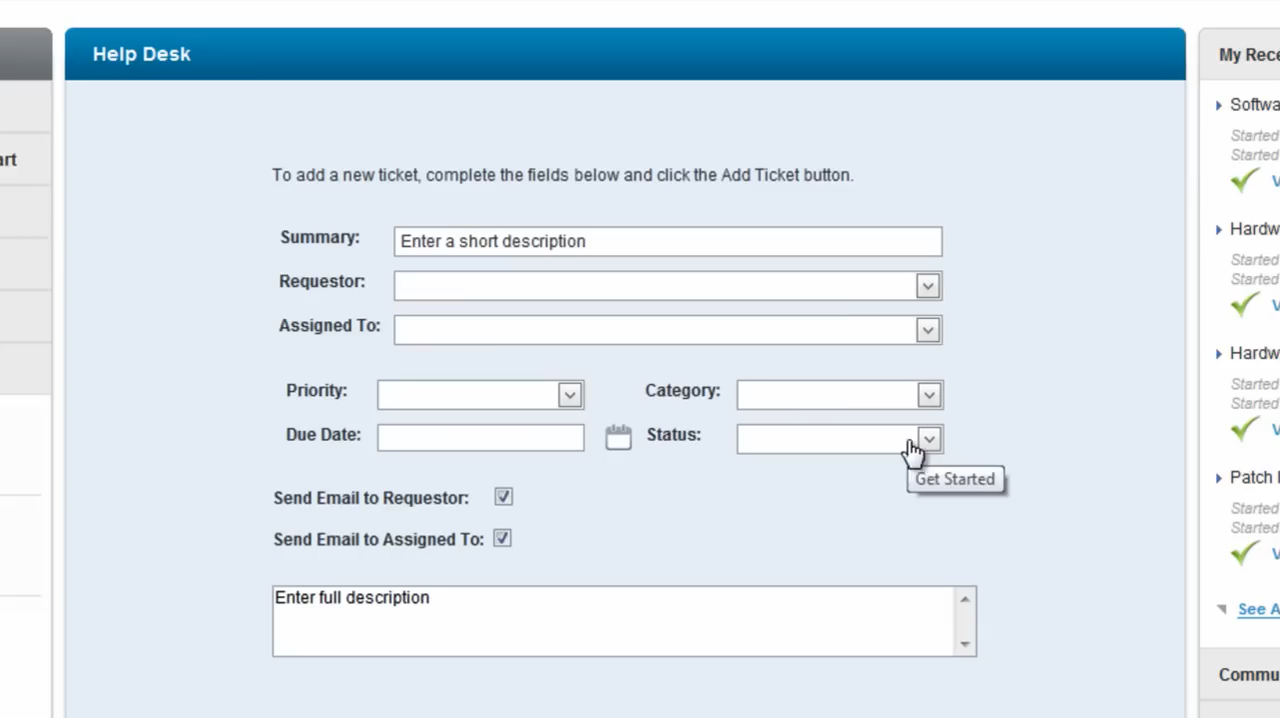 Help Desk
To add a new ticket, complete the fields below and click the Add Ticket button.
Summary: Enter a short description
Requestor:
Assigned To:
Priority: Category:
Due Date: Status:
Get Started
Send Email to Requestor:
Send Email to Assigned To:
Enter full description
art
My Rece
Softwa
Started
Started
V
Hardw
Started
Started
V
Hardw
Started
Started
V
Patch
Started
Started
V
See A
Commu